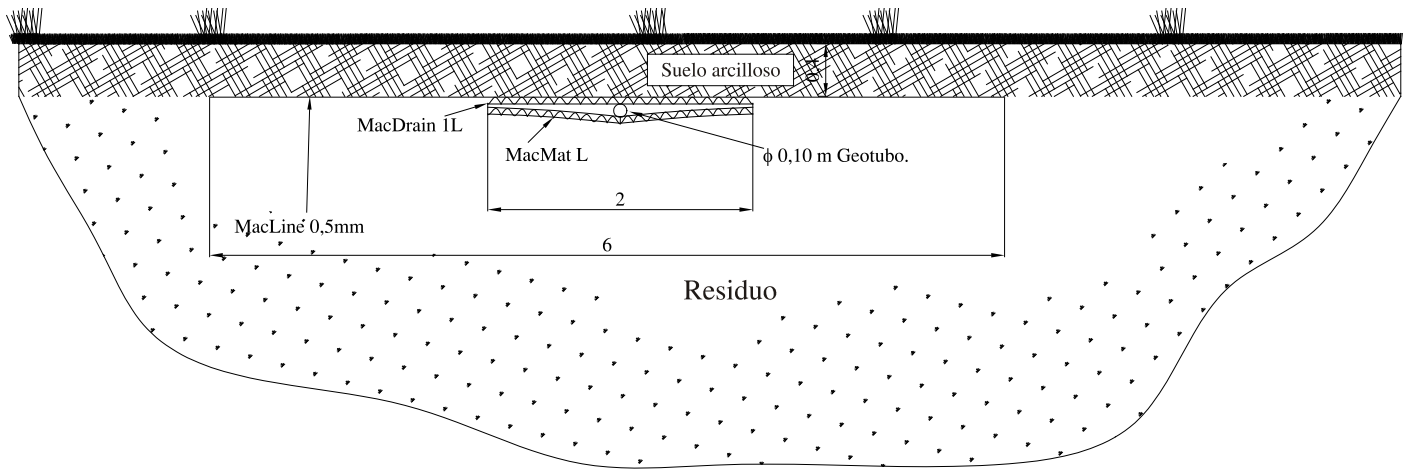 Suelo arcilloso
0,4
MacDrain 1L
MacMat L
ϕ 0,10 m Geotubo.
2
MacLine 0,5mm
6
Residuo